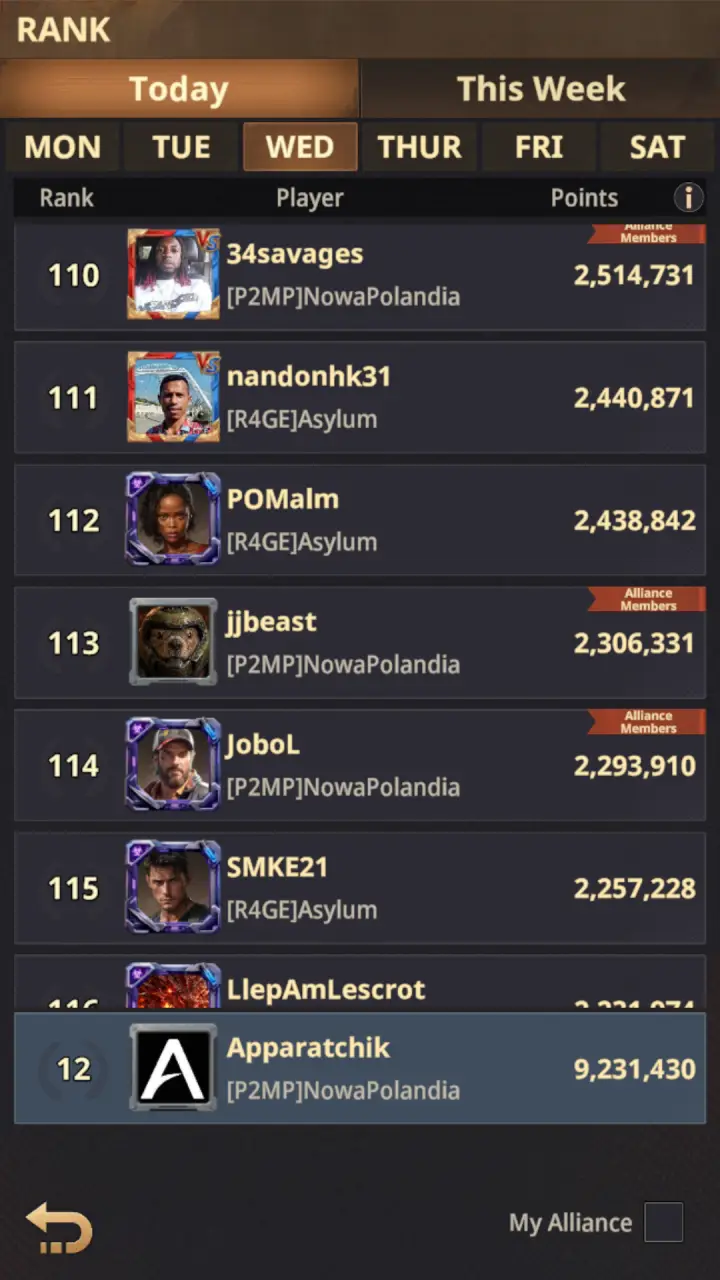 RANK
Today
This Week
MON
TUE
WED
THUR
FRI
SAT
Rank
Player
Points
i
Alliance
Members
110
VS
34savages
[P2MP]NowaPolandia
2,514,731
111
VS
nandonhk31
[R4GE]Asylum
2,440,871
112
POMalm
[R4GE]Asylum
2,438,842
Alliance
Members
113
jjbeast
[P2MP]NowaPolandia
2,306,331
Alliance
Members
114
JoboL
[P2MP]NowaPolandia
2,293,910
115
SMKE21
[R4GE]Asylum
2,257,228
116
LlepAmLescrot
12
A
Apparatchik
[P2MP]NowaPolandia
9,231,430
My Alliance